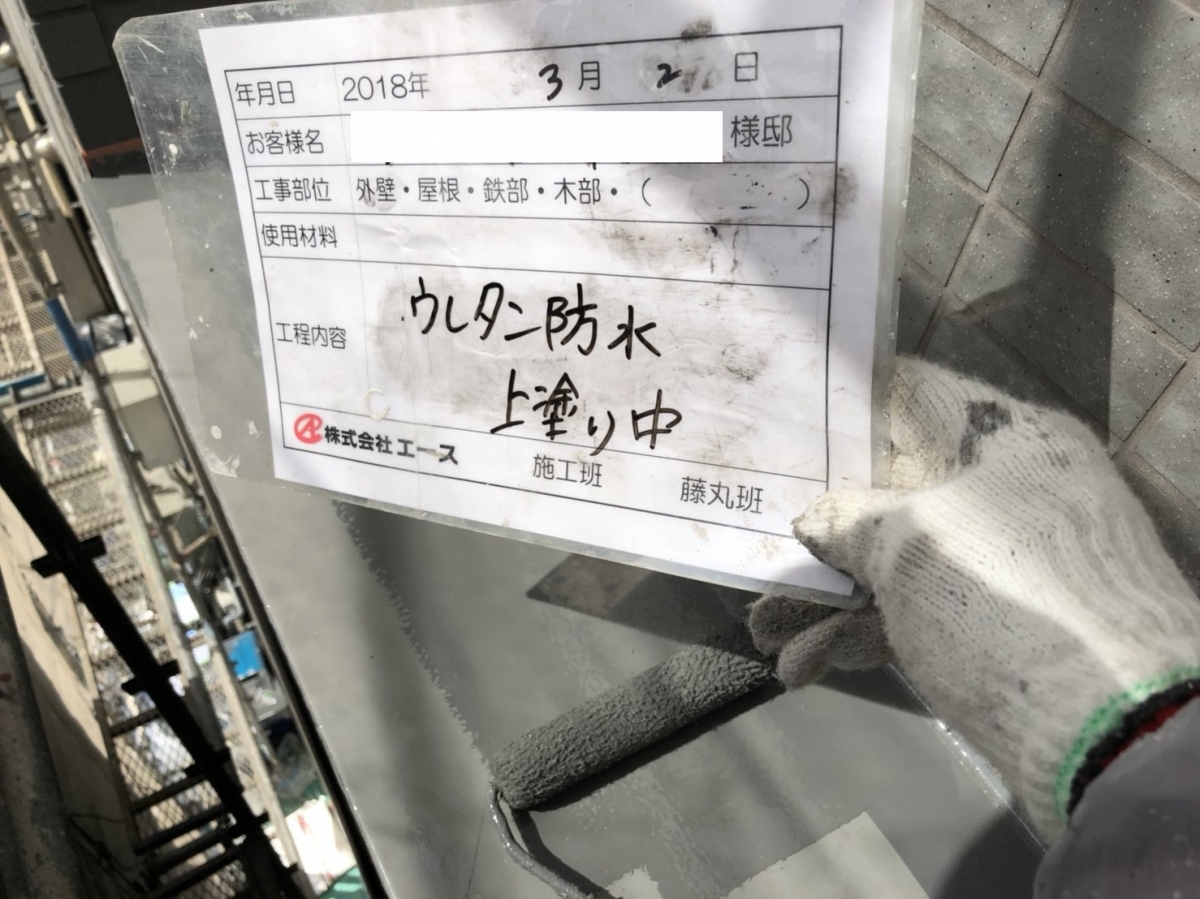 年月日 2018年 3月 2日
お客様名 様邸
工事部位 外壁・屋根・鉄部・木部・( )
使用材料
工程内容 ウレタン防水
上塗り中
株式会社エース 施工班 藤丸班